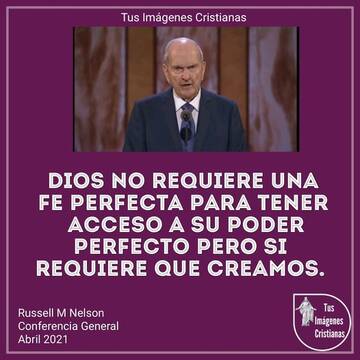 Tus Imágenes Cristianas
DIOS NO REQUIERE UNA
FE PERFECTA PARA TENER
ACCESO A SU PODER
PERFECTO PERO SI
REQUIERE QUE CREAMOS.
Russell M Nelson
Conferencia General
Abril 2021
Tus
Imágenes
Cristianas